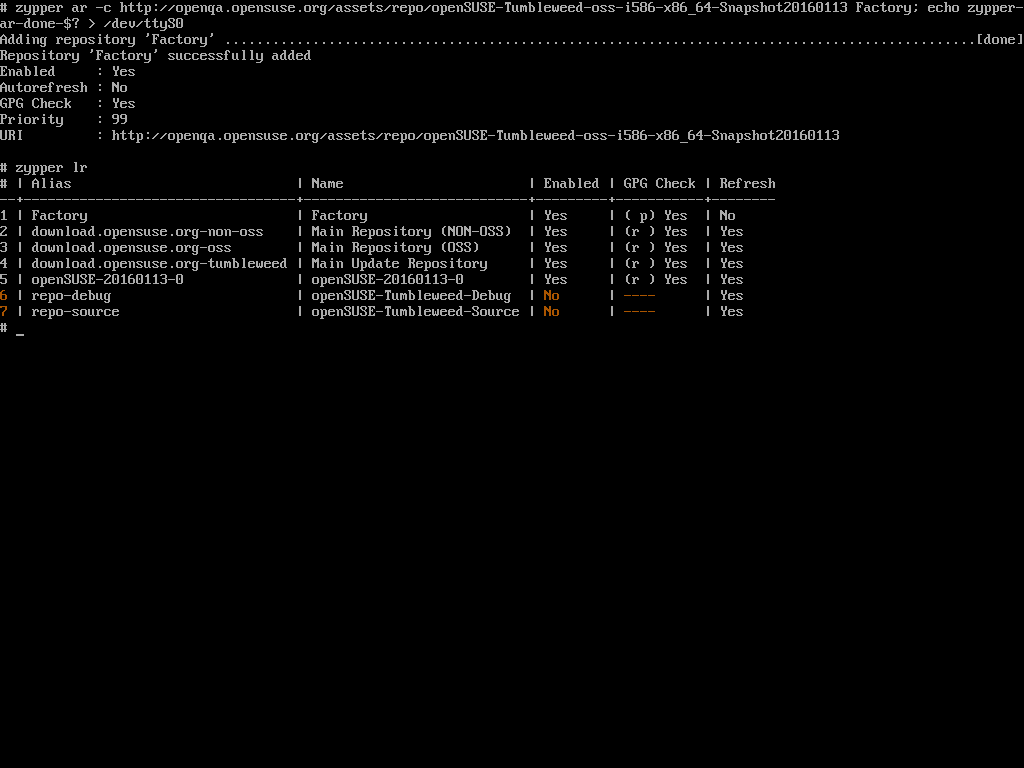 # zypper ar -c http://openqa.opensuse.org/assets/repo/openSUSE-Tumbleweed-oss-i586-x86_64-Snapshot20160113 Factory; echo zypper-
ar-done-$? > /dev/ttyS0
Adding repository 'Factory' ..............................................................................................[done]
Repository 'Factory' successfully added
Enabled     : Yes
Autorefresh : No
GPG Check   : Yes
Priority    : 99
URI         : http://openqa.opensuse.org/assets/repo/openSUSE-Tumbleweed-oss-i586-x86_64-Snapshot20160113

# zypper lr
# | Alias                            | Name                        | Enabled | GPG Check | Refresh
--+----------------------------------+-----------------------------+---------+-----------+--------
1 | Factory                          | Factory                     | Yes     | ( p) Yes  | No
2 | download.opensuse.org-non-oss    | Main Repository (NON-OSS)   | Yes     | (r ) Yes  | Yes
3 | download.opensuse.org-oss        | Main Repository (OSS)       | Yes     | (r ) Yes  | Yes
4 | download.opensuse.org-tumbleweed | Main Update Repository      | Yes     | (r ) Yes  | Yes
5 | openSUSE-20160113-0              | openSUSE-20160113-0         | Yes     | (r ) Yes  | Yes
6 | repo-debug                       | openSUSE-Tumbleweed-Debug   | No      | ----      | Yes
7 | repo-source                      | openSUSE-Tumbleweed-Source  | No      | ----      | Yes
# _